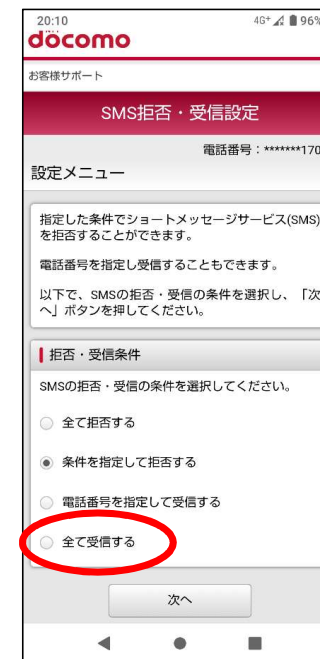 20:10 4G+ 96%
döcomo
お客様サポート
SMS拒否・受信設定
電話番号：*******170
設定メニュー
指定した条件でショートメッセージサービス(SMS)
を拒否することができます。
電話番号を指定し受信することもできます。
以下で、SMSの拒否・受信の条件を選択し、「次
へ」ボタンを押してください。
拒否・受信条件
SMSの拒否・受信の条件を選択してください。
全て拒否する
条件を指定して拒否する
電話番号を指定して受信する
全て受信する
次へ